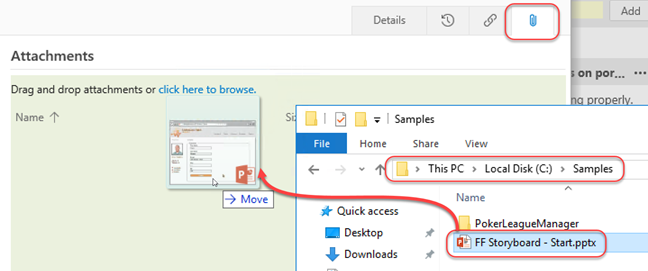 Details
Add
Attachments
s on por... ...
Drag and drop attachments or click here to browse.
ng properly.
Name
Samples
File Home Share View
This PC > Local Disk (C:) > Samples
Name
Quick access
PokerLeagueManager
Desktop
FF Storyboard - Start.pptx
Downloads
Move